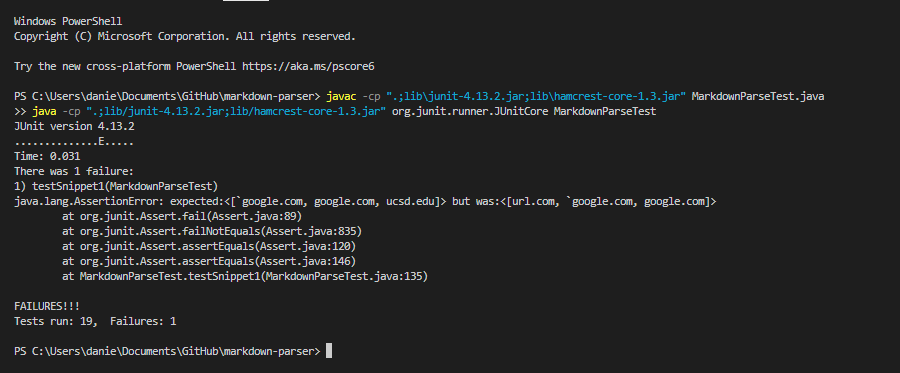 Windows PowerShell
Copyright (C) Microsoft Corporation. All rights reserved.
Try the new cross-platform PowerShell https://aka.ms/pscore6
PS C:\Users\danie\Documents\GitHub\markdown-parser> javac -cp ".;lib\junit-4.13.2.jar;lib\hamcrest-core-1.3.jar" MarkdownParseTest.java
>> java -cp ".;lib/junit-4.13.2.jar;lib/hamcrest-core-1.3.jar" org.junit.runner.JUnitCore MarkdownParseTest
JUnit version 4.13.2
..............E.....
Time: 0.031
There was 1 failure:
1) testSnippet1(MarkdownParseTest)
java.lang.AssertionError: expected:<[`google.com, google.com, ucsd.edu]> but was:<[url.com, `google.com, google.com]>
        at org.junit.Assert.fail(Assert.java:89)
        at org.junit.Assert.failNotEquals(Assert.java:835)
        at org.junit.Assert.assertEquals(Assert.java:120)
        at org.junit.Assert.assertEquals(Assert.java:146)
        at MarkdownParseTest.testSnippet1(MarkdownParseTest.java:135)
FAILURES!!!
Tests run: 19,  Failures: 1
PS C:\Users\danie\Documents\GitHub\markdown-parser>